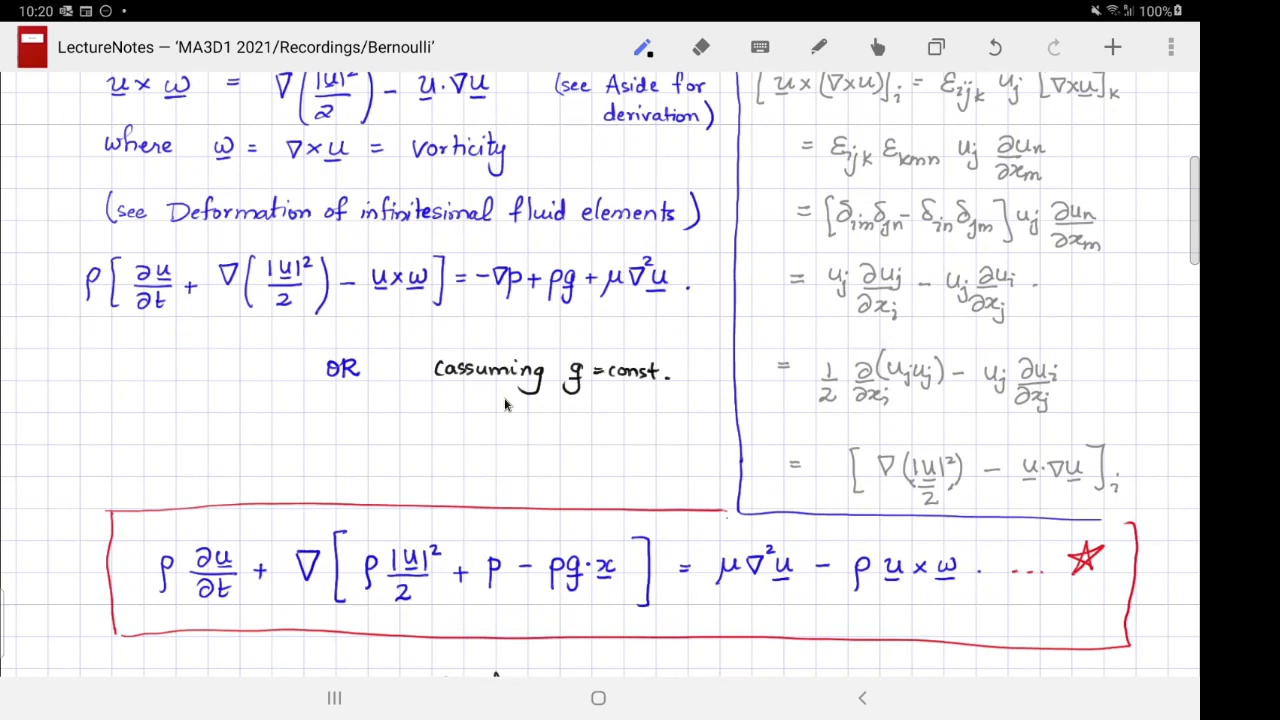 10:20 100%
LectureNotes — ‘MA3D1 2021/Recordings/Bernoulli’
u × ω = ∇(|u|²/2) − u·∇u (see Aside for derivation)
where ω = ∇×u = vorticity
(see Deformation of infinitesimal fluid elements)
ρ[∂u/∂t + ∇(|u|²/2) − u×ω] = −∇p + ρg + μ∇²u .
OR (assuming g = const.
ρ ∂u/∂t + ∇[ρ |u|²/2 + p − ρg·x] = μ∇²u − ρ u×ω . ... ☆
[u×(∇×u)]ᵢ = εᵢⱼₖ uⱼ [∇×u]ₖ
= εᵢⱼₖ εₖₘₙ uⱼ ∂uₙ/∂xₘ
= [δᵢₘδⱼₙ − δᵢₙδⱼₘ] uⱼ ∂uₙ/∂xₘ
= uⱼ ∂uⱼ/∂xᵢ − uⱼ ∂uᵢ/∂xⱼ .
= 1/2 ∂(uⱼuⱼ)/∂xᵢ − uⱼ ∂uᵢ/∂xⱼ
= [∇(|u|²/2) − u·∇u]ᵢ